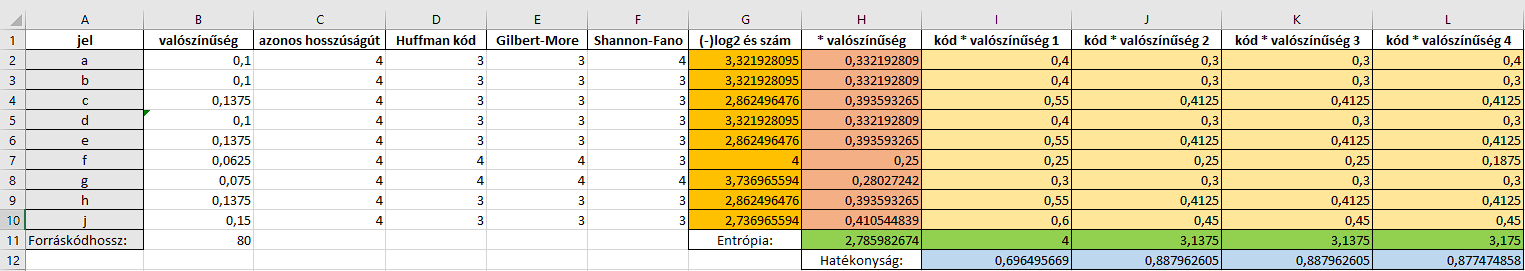 A B C D E F G H I J K L
1 jel valószínűség azonos hosszúságút Huffman kód Gilbert-More Shannon-Fano (-)log2 és szám * valószínűség kód * valószínűség 1 kód * valószínűség 2 kód * valószínűség 3 kód * valószínűség 4
2 a 0,1 4 3 3 4 3,321928095 0,332192809 0,4 0,3 0,3 0,4
3 b 0,1 4 3 3 3 3,321928095 0,332192809 0,4 0,3 0,3 0,3
4 c 0,1375 4 3 3 3 2,862496476 0,393593265 0,55 0,4125 0,4125 0,4125
5 d 0,1 4 3 3 3 3,321928095 0,332192809 0,4 0,3 0,3 0,3
6 e 0,1375 4 3 3 3 2,862496476 0,393593265 0,55 0,4125 0,4125 0,4125
7 f 0,0625 4 4 4 3 4 0,25 0,25 0,25 0,25 0,1875
8 g 0,075 4 4 4 4 3,736965594 0,28027242 0,3 0,3 0,3 0,3
9 h 0,1375 4 3 3 3 2,862496476 0,393593265 0,55 0,4125 0,4125 0,4125
10 j 0,15 4 3 3 3 2,736965594 0,410544839 0,6 0,45 0,45 0,45
11 Forráskódhossz: 80 Entrópia: 2,785982674 4 3,1375 3,1375 3,175
12 Hatékonyság: 0,696495669 0,887962605 0,887962605 0,877474858